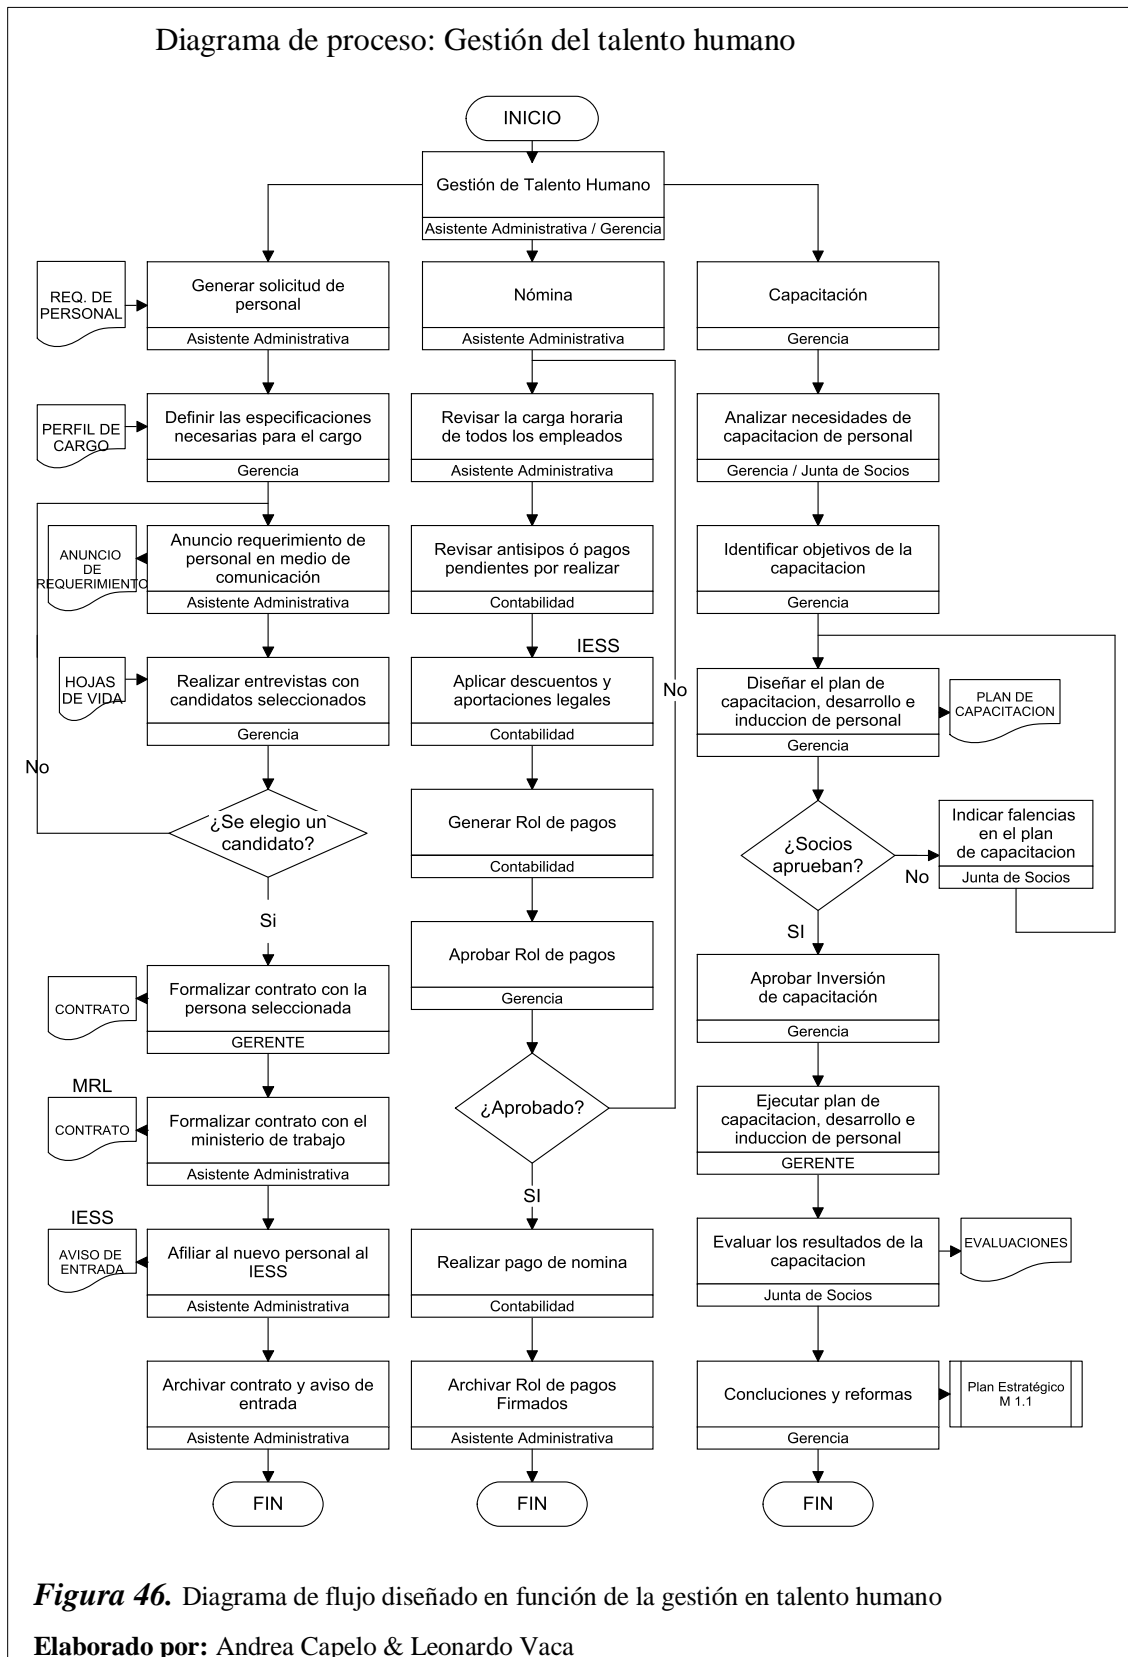 Diagrama de proceso: Gestión del talento humano
INICIO
Gestión de Talento Humano
Asistente Administrativa / Gerencia
REQ. DE
PERSONAL
Generar solicitud de
personal
Asistente Administrativa
PERFIL DE
CARGO
Definir las especificaciones
necesarias para el cargo
Gerencia
ANUNCIO
DE
REQUERIMIENTO
Anuncio requerimiento de
personal en medio de
comunicación
Asistente Administrativa
HOJAS
DE VIDA
Realizar entrevistas con
candidatos seleccionados
Gerencia
No
¿Se elegio un
candidato?
Si
CONTRATO
Formalizar contrato con la
persona seleccionada
GERENTE
MRL
CONTRATO
Formalizar contrato con el
ministerio de trabajo
Asistente Administrativa
IESS
AVISO DE
ENTRADA
Afiliar al nuevo personal al
IESS
Asistente Administrativa
Archivar contrato y aviso de
entrada
Asistente Administrativa
FIN
Nómina
Asistente Administrativa
Revisar la carga horaria
de todos los empleados
Asistente Administrativa
Revisar antisipos ó pagos
pendientes por realizar
Contabilidad
IESS
Aplicar descuentos y
aportaciones legales
Contabilidad
No
Generar Rol de pagos
Contabilidad
Aprobar Rol de pagos
Gerencia
¿Aprobado?
SI
Realizar pago de nomina
Contabilidad
Archivar Rol de pagos
Firmados
Asistente Administrativa
FIN
Capacitación
Gerencia
Analizar necesidades de
capacitacion de personal
Gerencia / Junta de Socios
Identificar objetivos de la
capacitacion
Gerencia
Diseñar el plan de
capacitacion, desarrollo e
induccion de personal
Gerencia
PLAN DE
CAPACITACION
¿Socios
aprueban?
No
Indicar falencias
en el plan
de capacitacion
Junta de Socios
SI
Aprobar Inversión
de capacitación
Gerencia
Ejecutar plan de
capacitacion, desarrollo e
induccion de personal
GERENTE
Evaluar los resultados de la
capacitacion
Junta de Socios
EVALUACIONES
Concluciones y reformas
Gerencia
Plan Estratégico
M 1.1
FIN
Figura 46. Diagrama de flujo diseñado en función de la gestión en talento humano
Elaborado por: Andrea Capelo & Leonardo Vaca